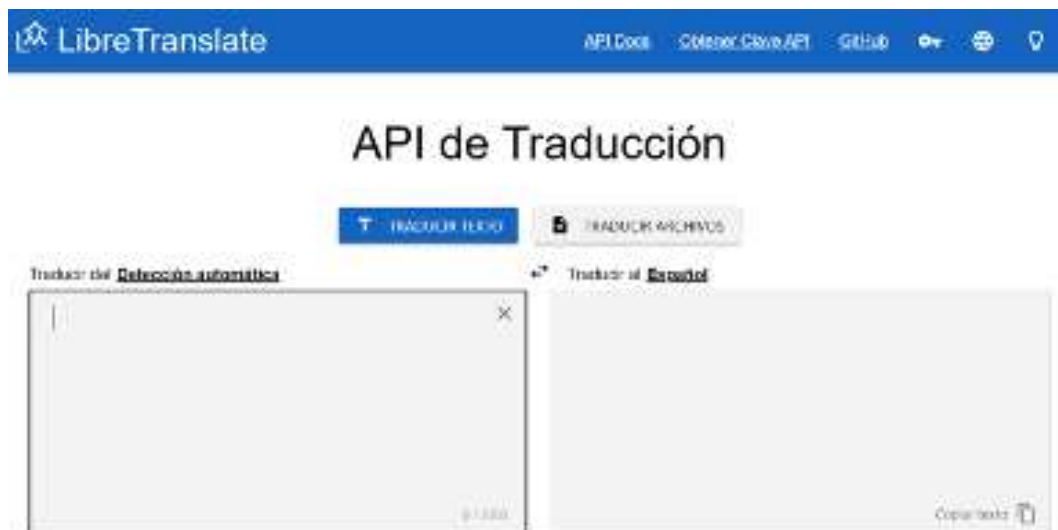 LibreTranslate
API Docs Obtener Clave API GitHub
API de Traducción
TRADUCIR TEXTO TRADUCIR ARCHIVOS
Traducir del Detección automática
Traducir al Español
Copiar texto